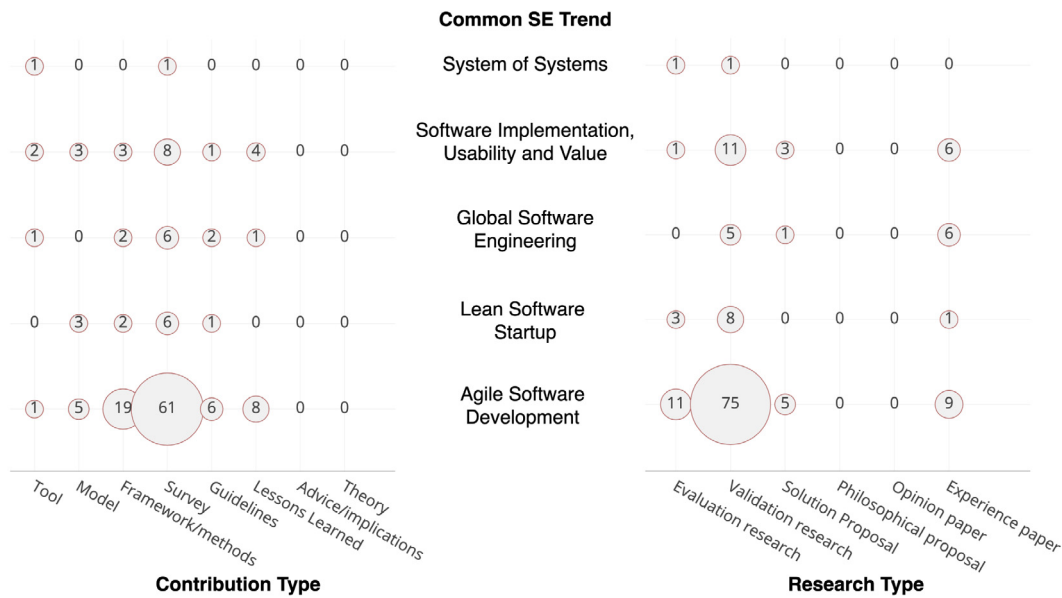 Common SE Trend
1 0 0 1 0 0 0 0
System of Systems
1 1 0 0 0 0
Software Implementation,
Usability and Value
2 3 3 8 1 4 0 0
1 11 3 0 0 6
Global Software
Engineering
1 0 2 6 2 1 0 0
0 5 1 0 0 6
Lean Software
Startup
0 3 2 6 1 0 0 0
3 8 0 0 0 1
Agile Software
Development
1 5 19 61 6 8 0 0
11 75 5 0 0 9
Tool
Model
Framework/methods
Survey
Guidelines
Lessons Learned
Advice/implications
Theory
Evaluation research
Validation research
Solution Proposal
Philosophical proposal
Opinion paper
Experience paper
Contribution Type
Research Type